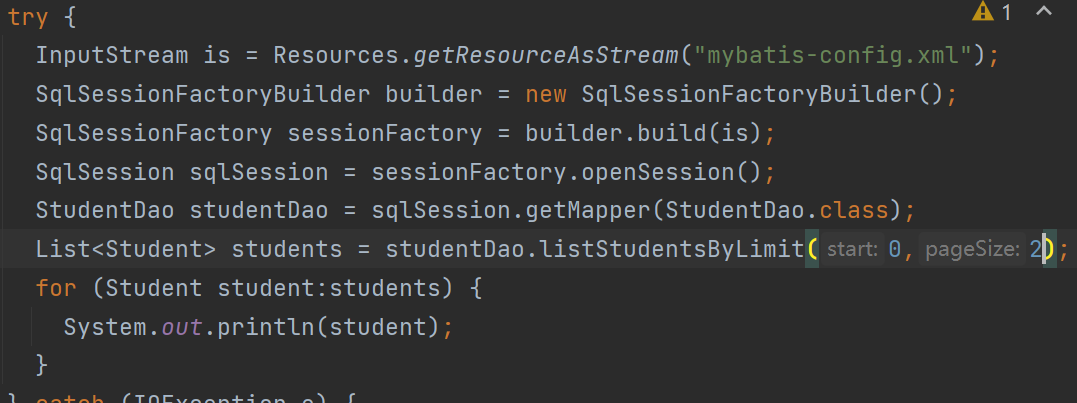 try {
1
InputStream is = Resources.getResourceAsStream("mybatis-config.xml");
SqlSessionFactoryBuilder builder = new SqlSessionFactoryBuilder();
SqlSessionFactory sessionFactory = builder.build(is);
SqlSession sqlSession = sessionFactory.openSession();
StudentDao studentDao = sqlSession.getMapper(StudentDao.class);
List<Student> students = studentDao.listStudentsByLimit( start: 0, pageSize: 2);
for (Student student:students) {
System.out.println(student);
}
} catch (IOException e) {